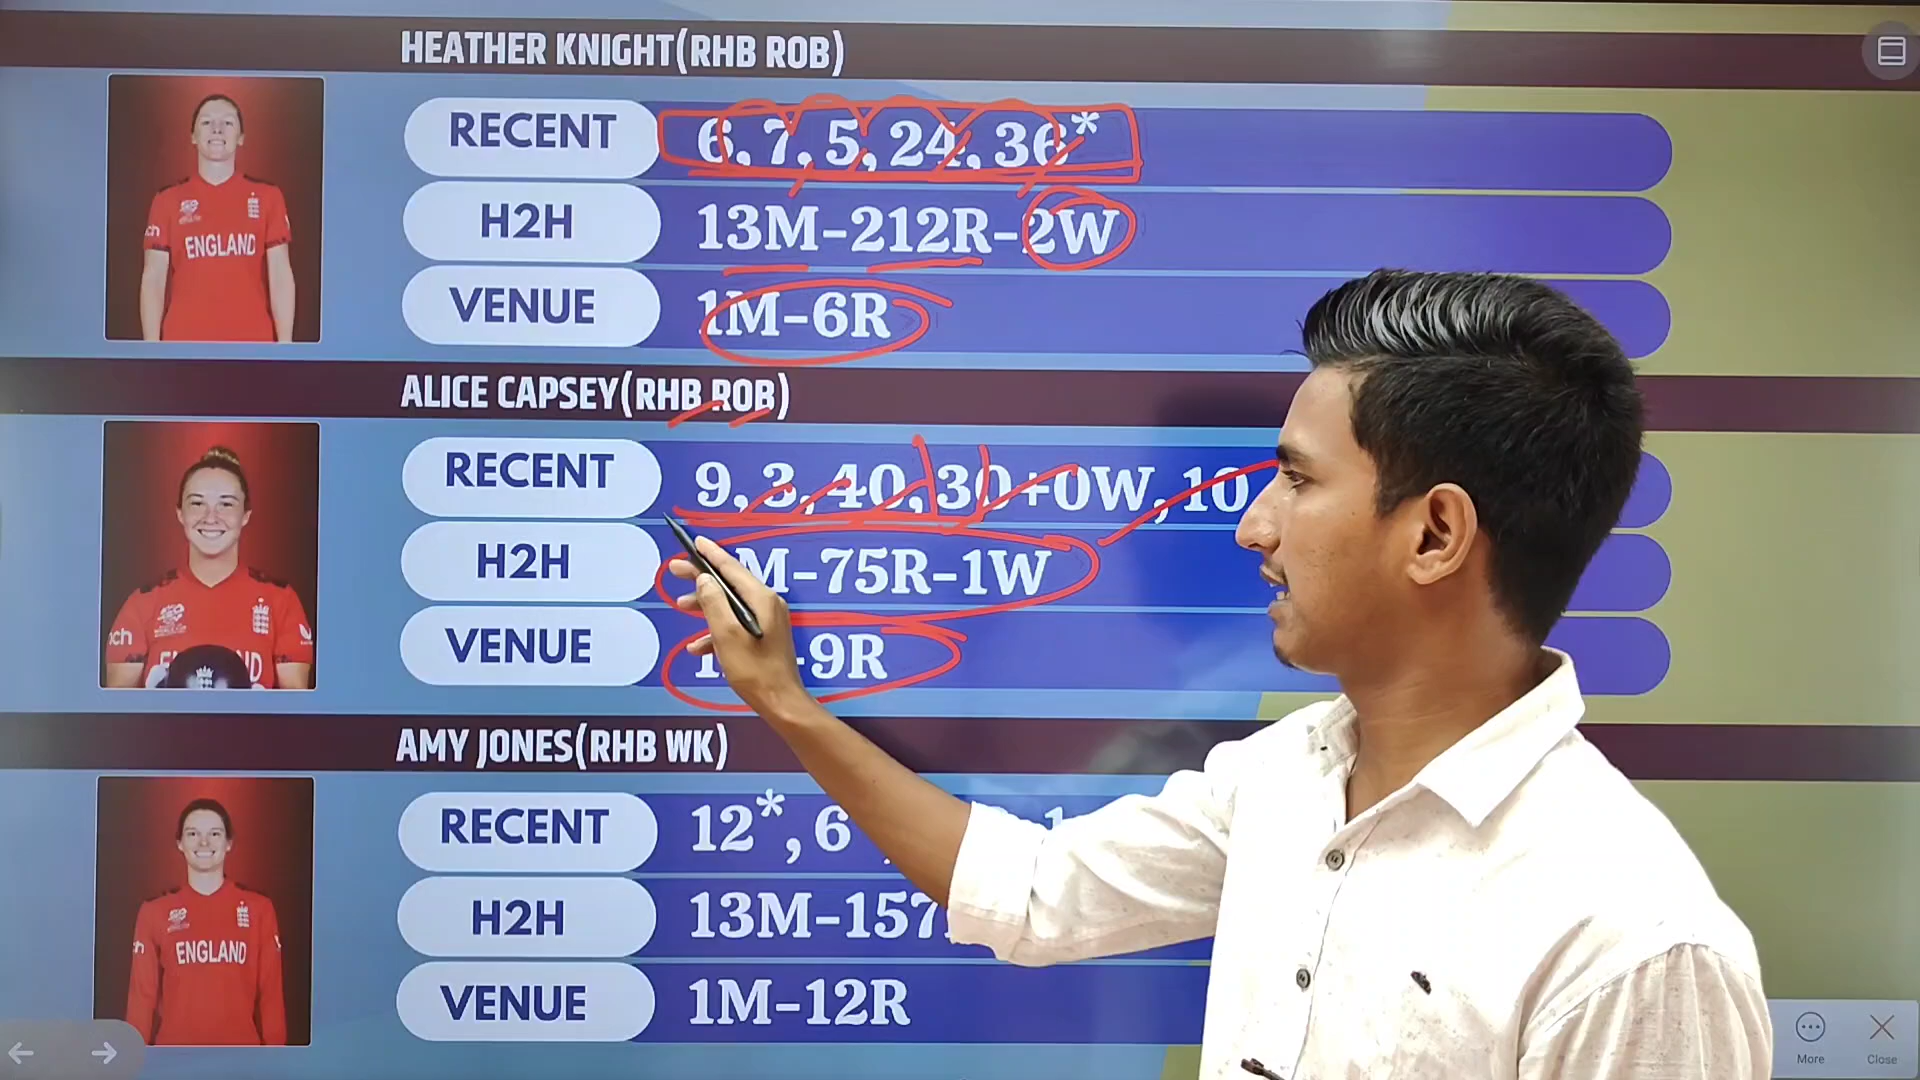 HEATHER KNIGHT(RHB ROB)
RECENT 6, 7, 5, 24, 36*
H2H 13M-212R-2W
VENUE 1M-6R
ENGLAND
ALICE CAPSEY(RHB ROB)
RECENT 9, 3, 40, 30+0W, 10
H2H M-75R-1W
VENUE -9R
AMY JONES(RHB WK)
RECENT 12*, 6
H2H 13M-157
VENUE 1M-12R
ENGLAND
More
Close